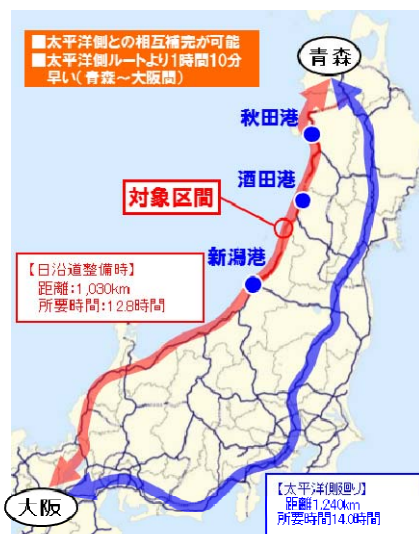 ■太平洋側との相互補完が可能
■太平洋側ルートより1時間10分
早い(青森～大阪間)
青森
秋田港
酒田港
対象区間
新潟港
【日沿道整備時】
距離:1,030km
所要時間:12.8時間
大阪
【太平洋側廻り】
距離1,240km
所要時間14.0時間